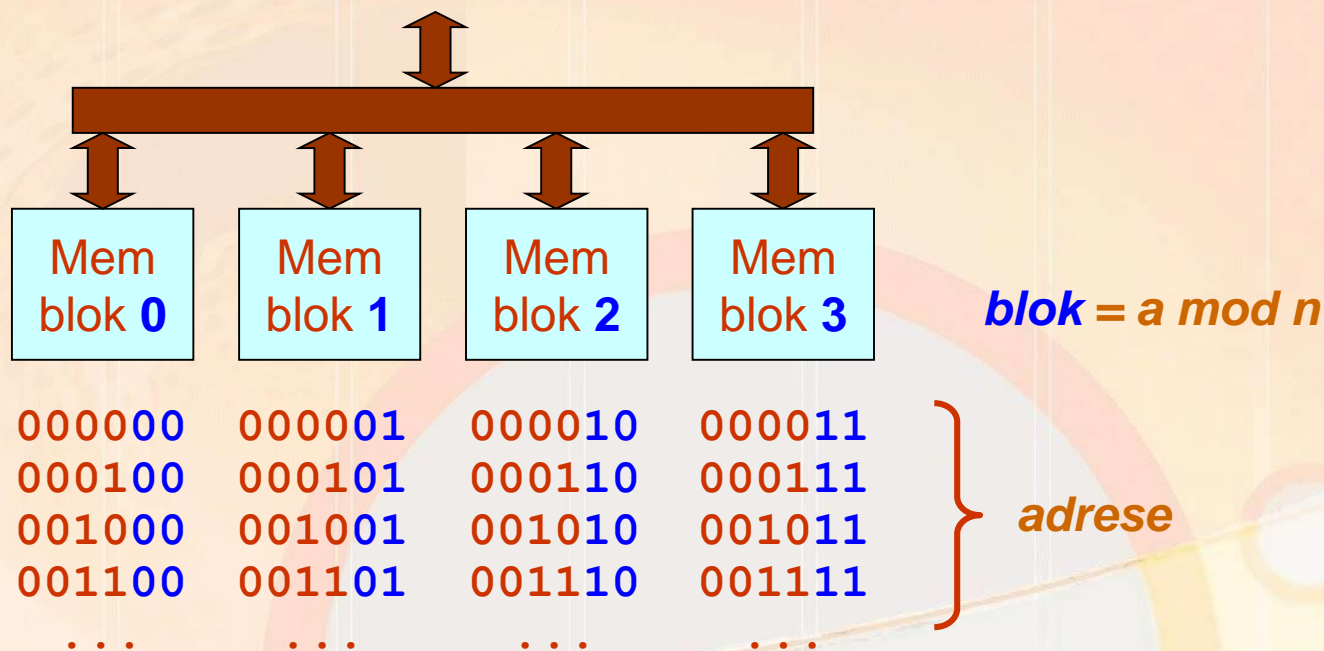 Mem blok 0
Mem blok 1
Mem blok 2
Mem blok 3
blok = a mod n
000000 000001 000010 000011
000100 000101 000110 000111
001000 001001 001010 001011
001100 001101 001110 001111
... ... ... ...
adrese